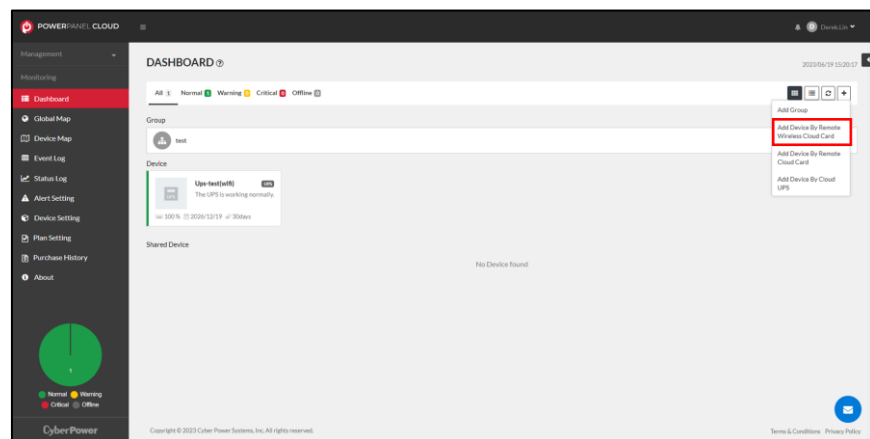 POWERPANEL CLOUD
D Derek.Lin
Management
Monitoring
Dashboard
Global Map
Device Map
Event Log
Status Log
Alert Setting
Device Setting
Plan Setting
Purchase History
About
1
Normal Warning
Critical Offline
CyberPower
DASHBOARD
2023/06/19 15:20:17
All 1 Normal 1 Warning 0 Critical 0 Offline 0
Add Group
Add Device By Remote
Wireless Cloud Card
Add Device By Remote
Cloud Card
Add Device By Cloud
UPS
Group
test
Device
Ups-test(wifi) UPS
The UPS is working normally.
100 % 2026/12/19 30days
Shared Device
No Device found
Copyright © 2023 Cyber Power Systems, Inc. All rights reserved.
Terms & Conditions Privacy Policy